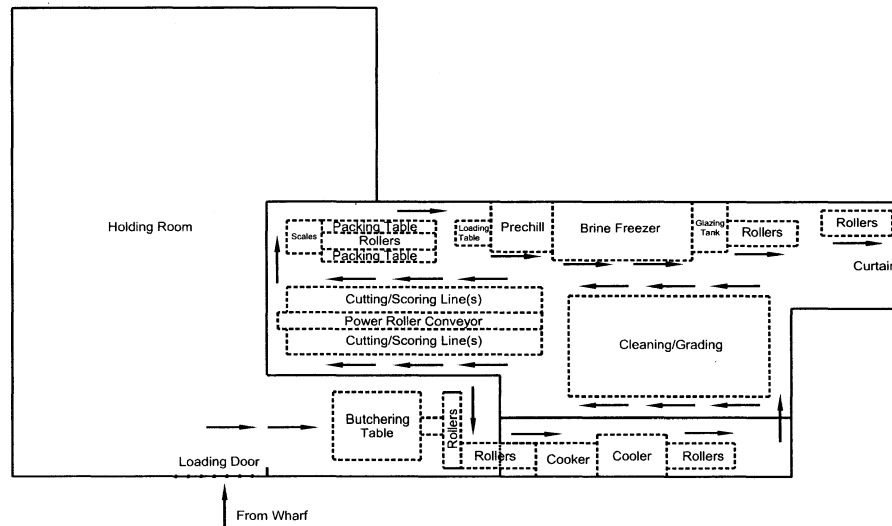 Holding Room
Scales
Packing Table
Rollers
Packing Table
Loading
Table
Prechill
Brine Freezer
Glazing
Tank
Rollers
Rollers
Curtain
Cutting/Scoring Line(s)
Power Roller Conveyor
Cutting/Scoring Line(s)
Cleaning/Grading
Butchering
Table
Rollers
Rollers
Cooker
Cooler
Rollers
Loading Door
From Wharf